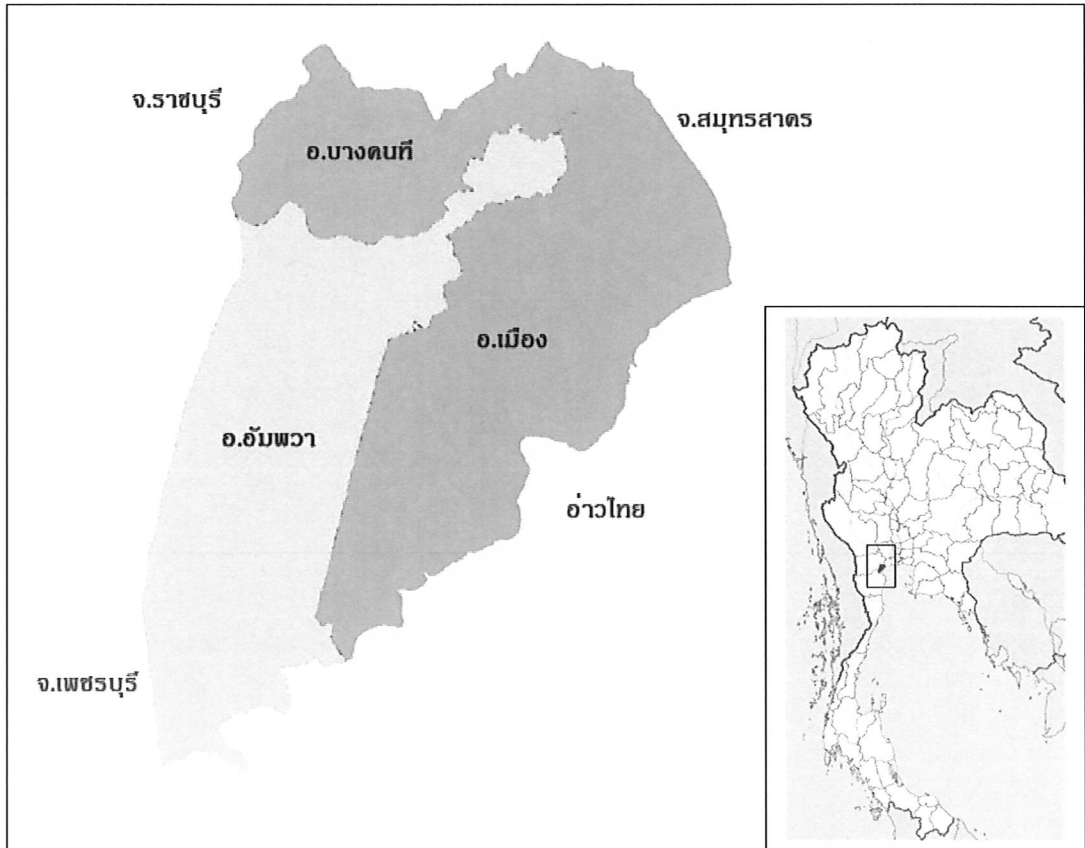 จ.ราชบุรี
จ.สมุทรสาคร
อ.บางคนที
อ.เมือง
อ.อัมพวา
อ่าวไทย
จ.เพชรบุรี